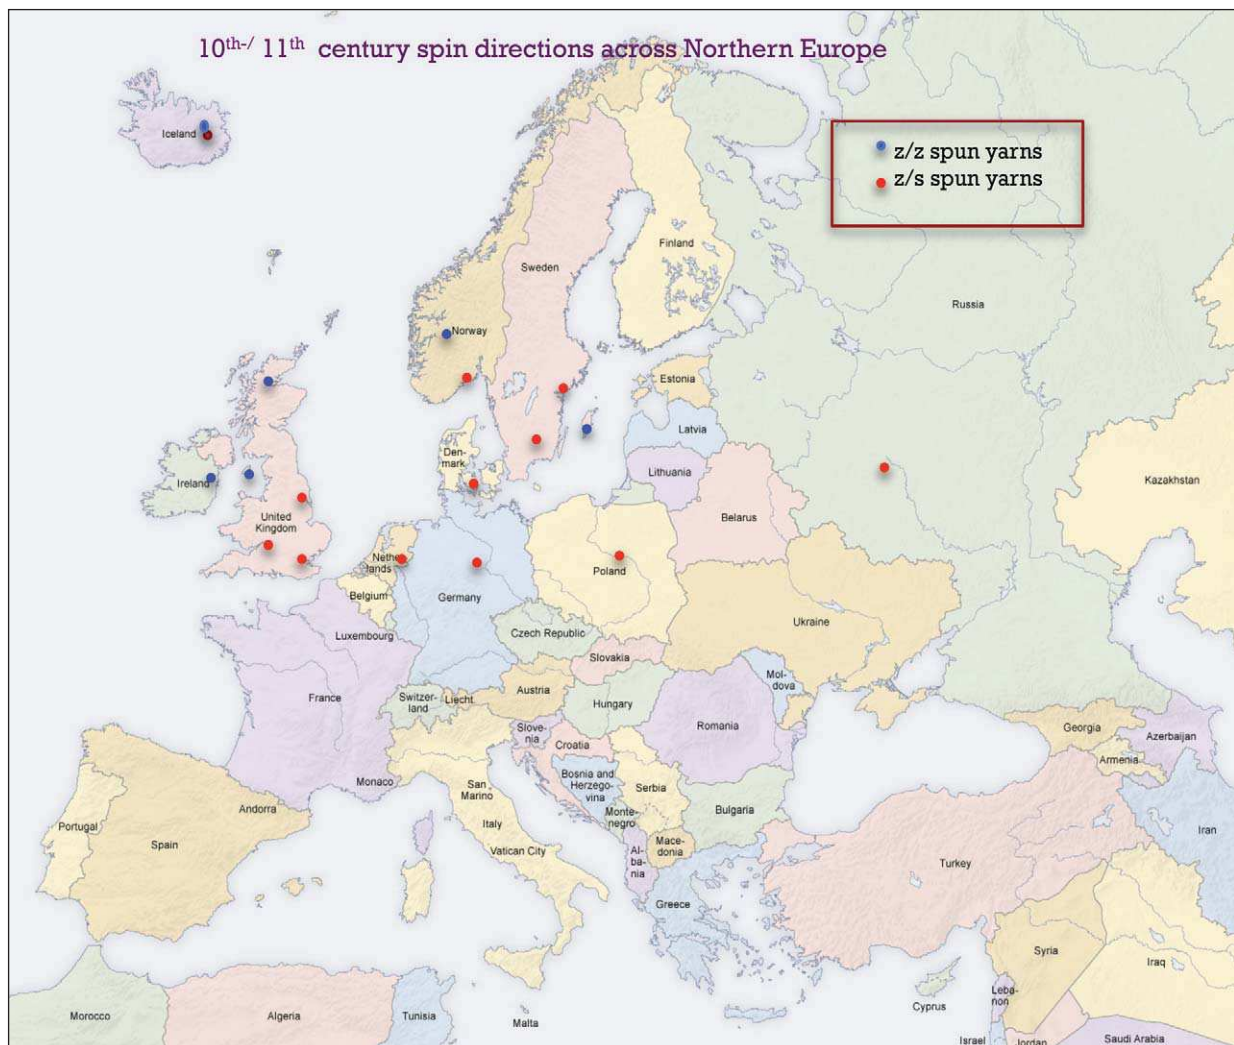 10th-/ 11th century spin directions across Northern Europe
Iceland
z/z spun yarns
z/s spun yarns
Finland
Sweden
Russia
Norway
Estonia
Latvia
Den-
mark
Lithuania
Ireland
Kazakhstan
United
Kingdom
Belarus
Nether-
lands
Poland
Belgium
Germany
Ukraine
Luxembourg
Czech Republic
Slovakia
Mol-
dova
France
Switzer-
land
Liecht
Austria
Hungary
Slove-
nia
Romania
Georgia
Azerbaijan
Croatia
Armenia
Monaco
San
Marino
Bosnia and
Herzego-
vina
Serbia
Andorra
Monte-
negro
Bulgaria
Portugal
Spain
Italy
Iran
Vatican City
Al-
ba-
nia
Mace-
donia
Turkey
Greece
Syria
Iraq
Leba-
non
Cyprus
Morocco
Algeria
Tunisia
Malta
Israel
Jordan
Saudi Arabia